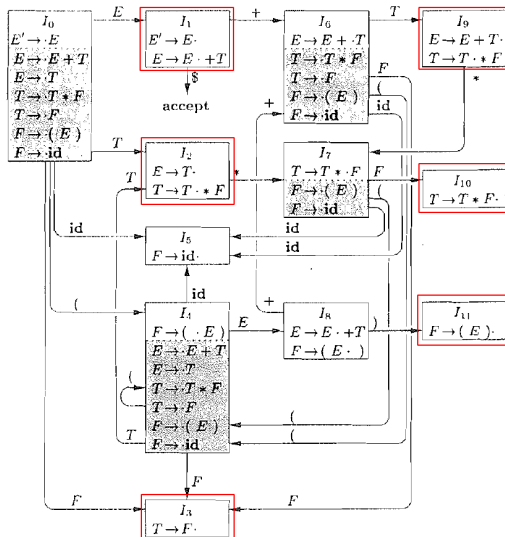 I₀
E′ → ·E
E → ·E + T
E → ·T
T → ·T * F
T → ·F
F → ·( E )
F → ·id
E
I₁
E′ → E·
E → E· + T
$
accept
+
I₆
E → E + ·T
T → ·T * F
T → ·F
F → ·( E )
F → ·id
T
I₉
E → E + T·
T → T· * F
*
F
(
id
+
T
I₂
E → T·
T → T· * F
*
I₇
T → T * ·F
F → ·( E )
F → ·id
F
(
I₁₀
T → T * F·
id
I₅
F → id·
id
id
id
(
I₄
F → ( ·E )
E → ·E + T
E → ·T
T → ·T * F
T → ·F
F → ·( E )
F → ·id
(
T
E
+
I₈
E → E· + T
F → ( E· )
)
I₁₁
F → ( E )·
(
(
F
F
I₃
T → F·
F